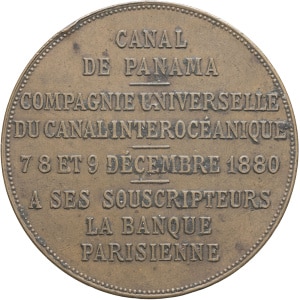 CANAL
DE PANAMA
COMPAGNIE UNIVERSELLE
DU CANAL INTEROCÉANIQUE
7 8 ET 9 DÉCEMBRE 1880
A SES SOUSCRIPTEURS
LA BANQUE
PARISIENNE